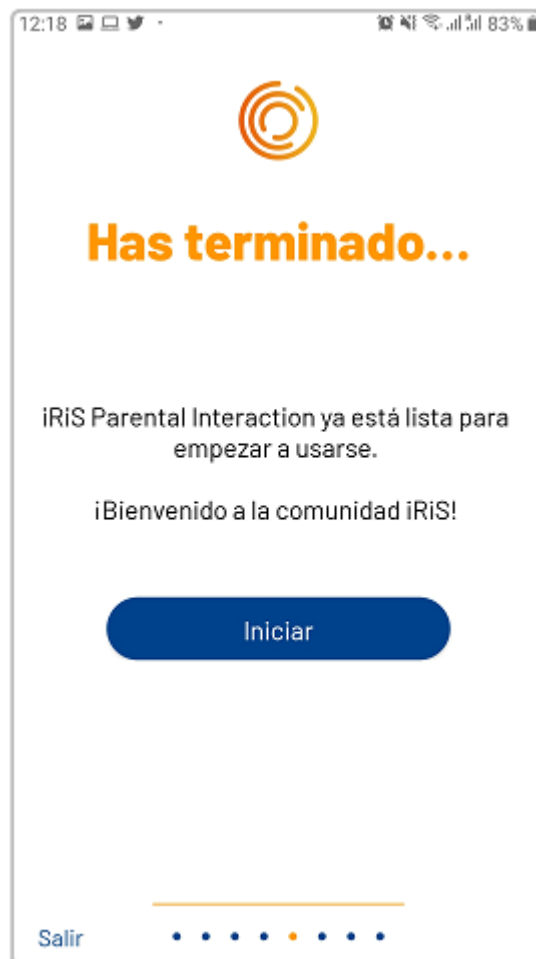 12:18 83%
Has terminado...
iRiS Parental Interaction ya está lista para
empezar a usarse.
¡Bienvenido a la comunidad iRiS!
Iniciar
Salir